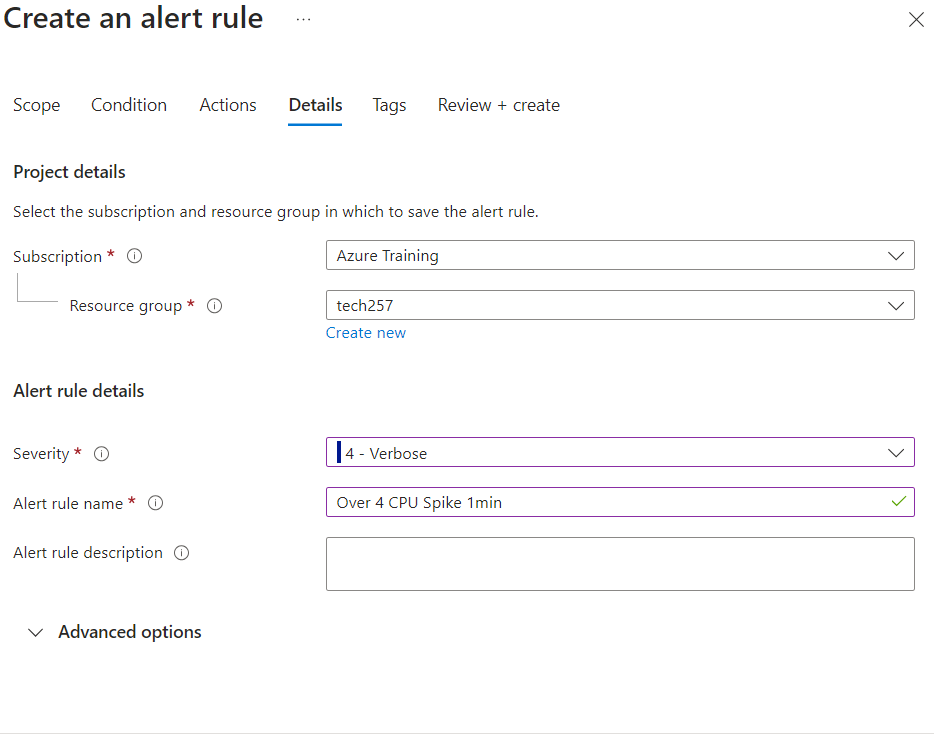 Create an alert rule ...
Scope Condition Actions Details Tags Review + create
Project details
Select the subscription and resource group in which to save the alert rule.
Subscription * Azure Training
Resource group * tech257
Create new
Alert rule details
Severity * 4 - Verbose
Alert rule name * Over 4 CPU Spike 1min
Alert rule description
Advanced options